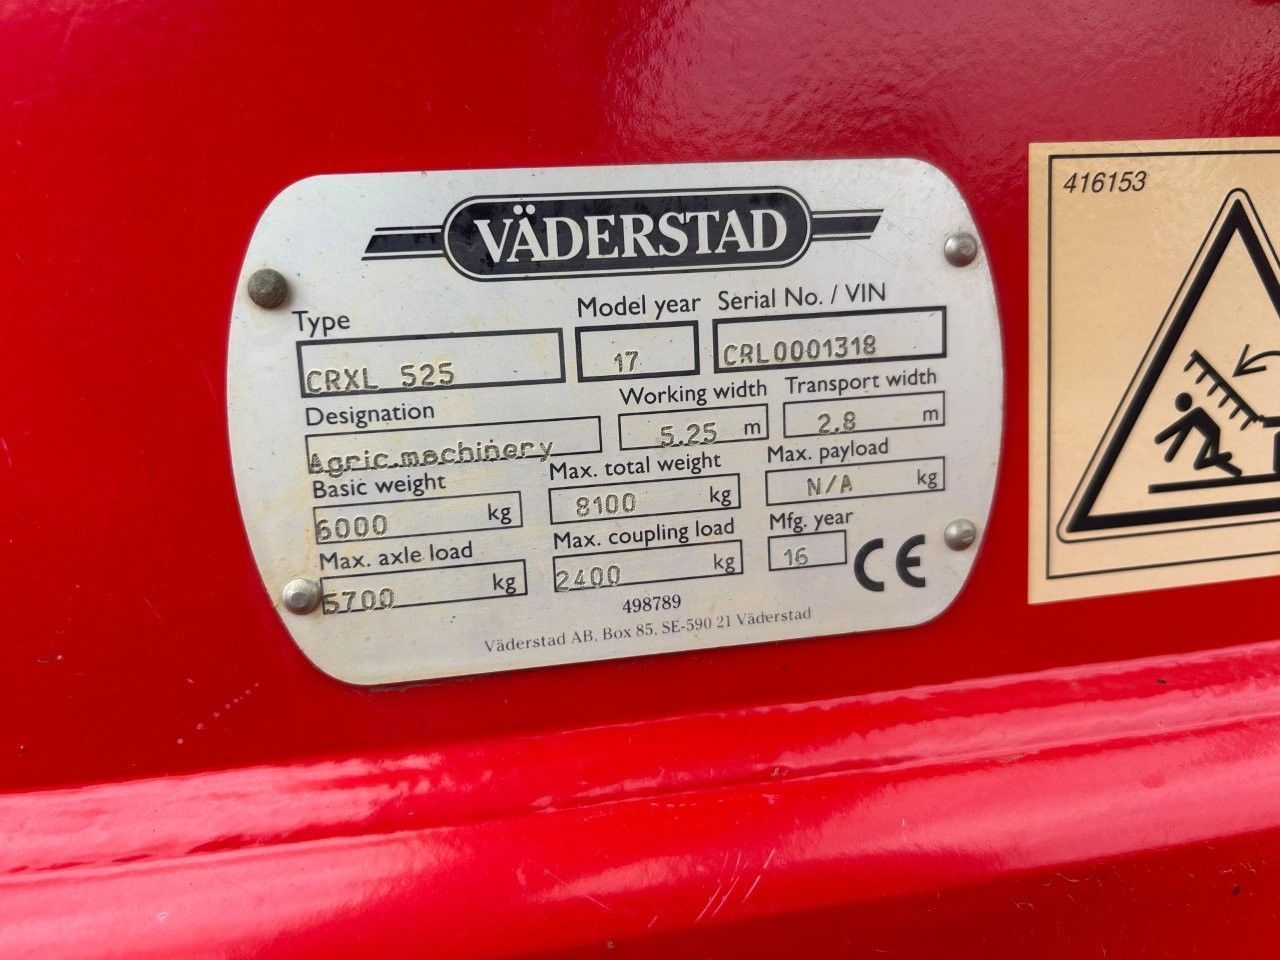 VÄDERSTAD
Type
Model year
Serial No. / VIN
CRXL 525
17
CRL0001318
Designation
Working width
Transport width
Agric.machinery
5.25 m
2.8 m
Basic weight
Max. total weight
Max. payload
6000 kg
8100 kg
N/A kg
Max. axle load
Max. coupling load
Mfg. year
5700 kg
2400 kg
16
CE
498789
Väderstad AB, Box 85, SE-590 21 Väderstad
416153